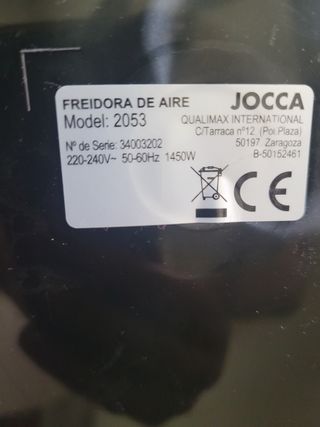 FREIDORA DE AIRE
Model: 2053
Nº de Serie: 34003202
220-240V~ 50-60Hz 1450W
JOCCA
QUALIMAX INTERNATIONAL
C/Tarraca nº12. (Pol.Plaza)
50197. Zaragoza
B-50152461
CE